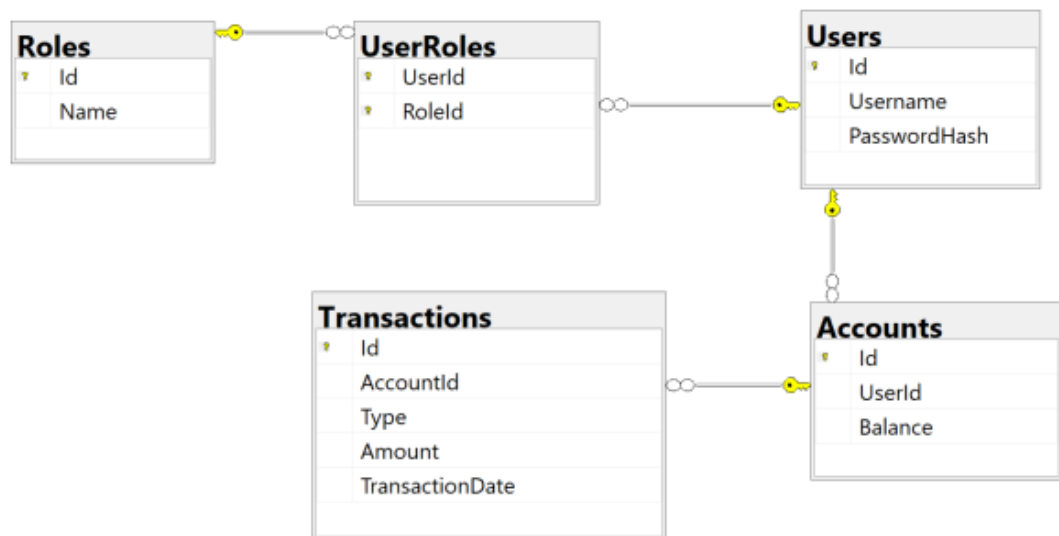 Roles
Id
Name
UserRoles
UserId
RoleId
Users
Id
Username
PasswordHash
Transactions
Id
AccountId
Type
Amount
TransactionDate
Accounts
Id
UserId
Balance